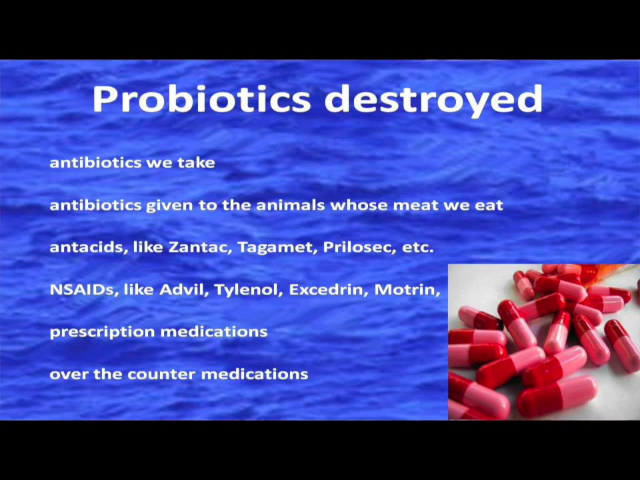 Probiotics destroyed
antibiotics we take
antibiotics given to the animals whose meat we eat
antacids, like Zantac, Tagamet, Prilosec, etc.
NSAIDs, like Advil, Tylenol, Excedrin, Motrin,
prescription medications
over the counter medications